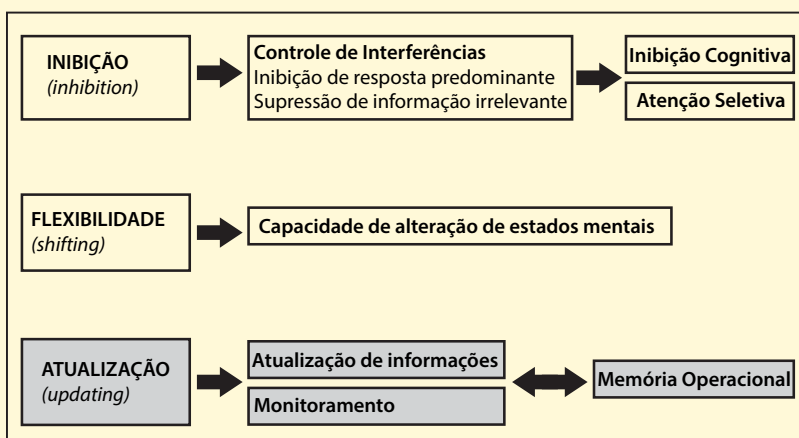 INIBIÇÃO
(inhibition)
Controle de Interferências
Inibição de resposta predominante
Supressão de informação irrelevante
Inibição Cognitiva
Atenção Seletiva
FLEXIBILIDADE
(shifting)
Capacidade de alteração de estados mentais
ATUALIZAÇÃO
(updating)
Atualização de informações
Monitoramento
Memória Operacional